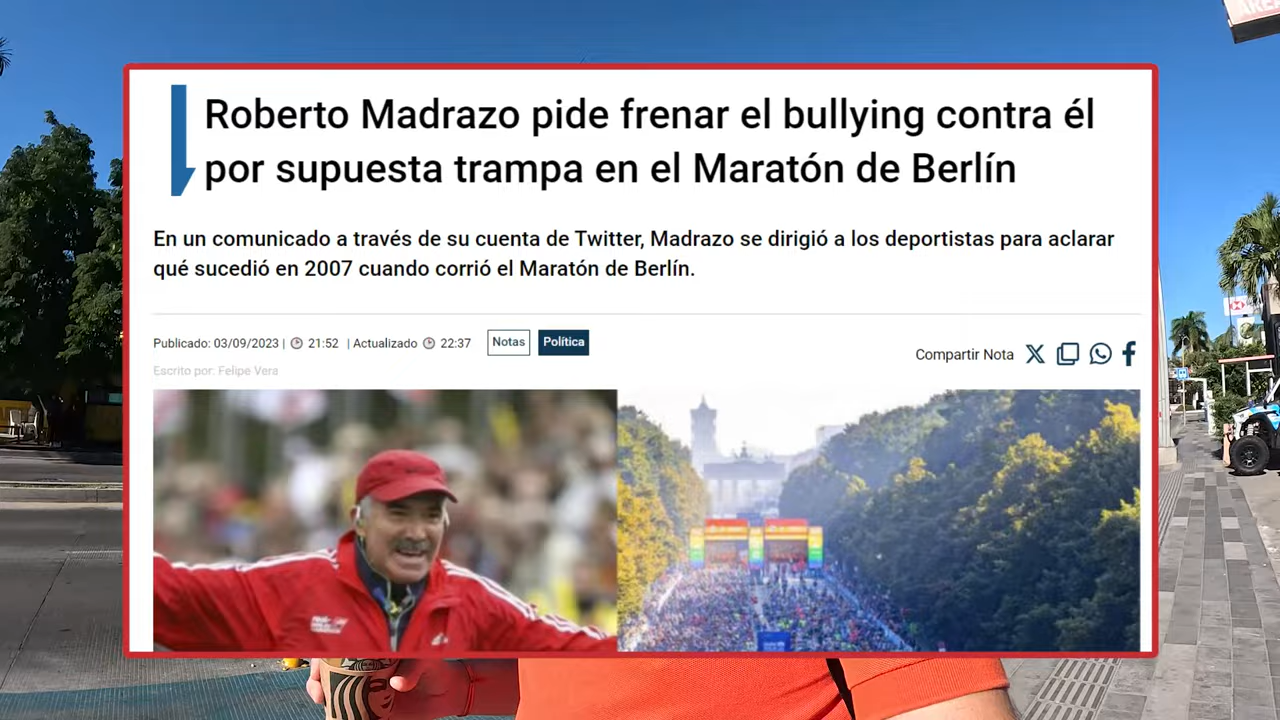 Roberto Madrazo pide frenar el bullying contra él
por supuesta trampa en el Maratón de Berlín
En un comunicado a través de su cuenta de Twitter, Madrazo se dirigió a los deportistas para aclarar
qué sucedió en 2007 cuando corrió el Maratón de Berlín.
Publicado: 03/09/2023 | 21:52 | Actualizado 22:37 Notas Política
Compartir Nota
Escrito por: Felipe Vera